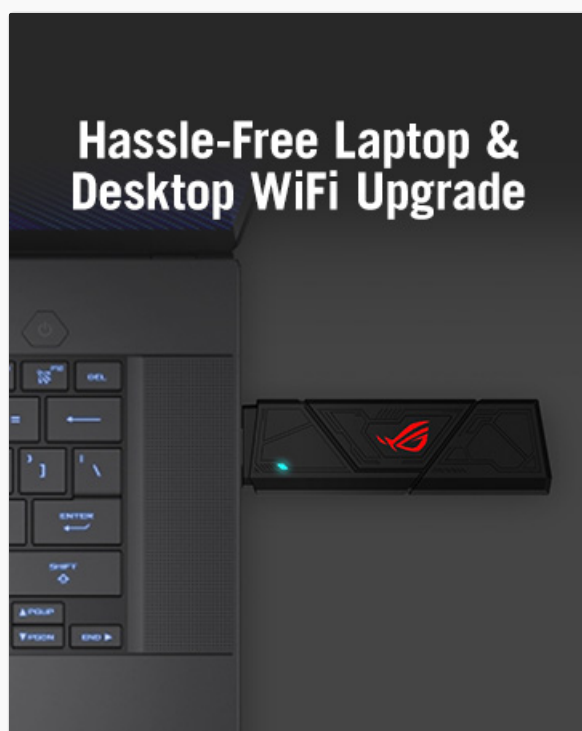 Hassle-Free Laptop &
Desktop WiFi Upgrade
DEL
=
] 
\
ENTER
SHIFT
▲ PGUP
▼ PGDN
END ▶